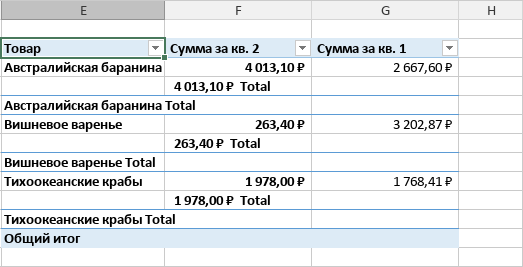 E F G H
Товар Сумма за кв. 2 Сумма за кв. 1
Австралийская баранина 4 013,10 ₽ 2 667,60 ₽
4 013,10 ₽ Total
Австралийская баранина Total
Вишневое варенье 263,40 ₽ 3 202,87 ₽
263,40 ₽ Total
Вишневое варенье Total
Тихоокеанские крабы 1 978,00 ₽ 1 768,41 ₽
1 978,00 ₽ Total
Тихоокеанские крабы Total
Общий итог